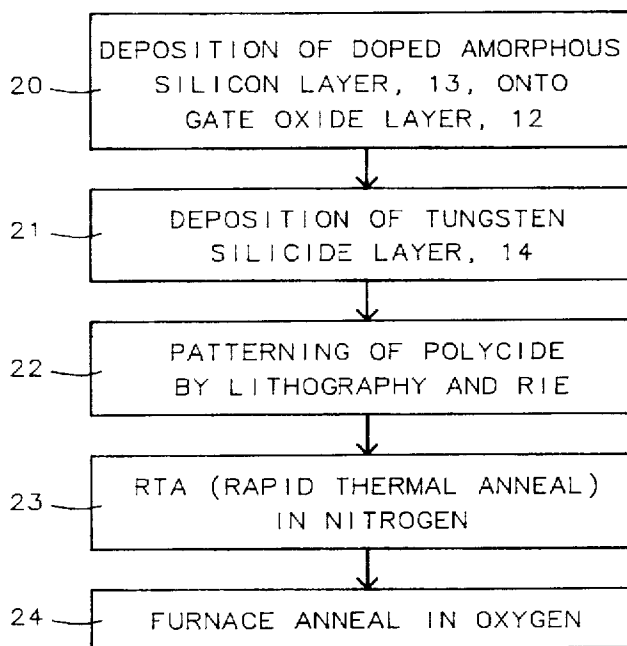 20
DEPOSITION OF DOPED AMORPHOUS
SILICON LAYER, 13, ONTO
GATE OXIDE LAYER, 12
21
DEPOSITION OF TUNGSTEN
SILICIDE LAYER, 14
22
PATTERNING OF POLYCIDE
BY LITHOGRAPHY AND RIE
23
RTA (RAPID THERMAL ANNEAL)
IN NITROGEN
24
FURNACE ANNEAL IN OXYGEN